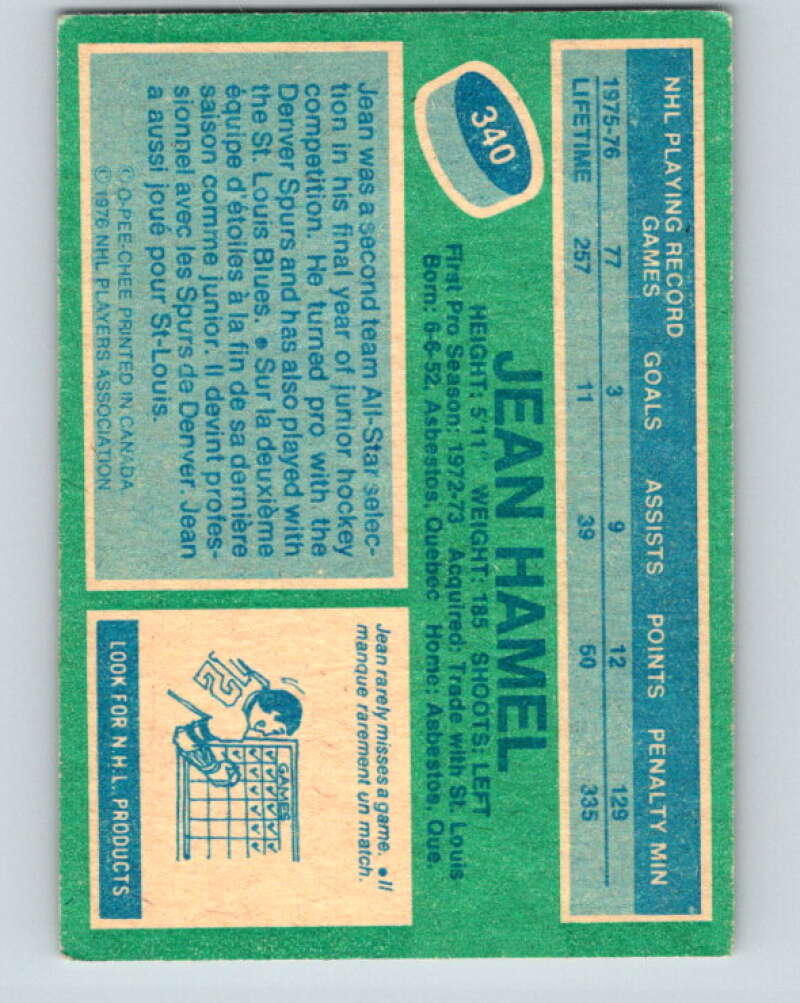 340
NHL PLAYING RECORD
GAMES GOALS ASSISTS POINTS PENALTY MIN
1975-76 77 3 9 12 129
LIFETIME 257 11 39 50 335
JEAN HAMEL
HEIGHT: 5'11" WEIGHT: 185 SHOOTS: LEFT
First Pro Season: 1972-73 Acquired: Trade with St. Louis
Born: 6-6-52, Asbestos, Quebec Home: Asbestos, Que.
Jean was a second team All-Star selec-
tion in his final year of junior hockey
competition. He turned pro with the
Denver Spurs and has also played with
the St. Louis Blues. • Sur la deuxième
équipe d'étoiles à la fin de sa dernière
saison comme junior. Il devint profes-
sionnel avec les Spurs de Denver. Jean
a aussi joué pour St-Louis.
© O-PEE-CHEE PRINTED IN CANADA
© 1976 NHL PLAYERS ASSOCIATION
Jean rarely misses a game. • Il
manque rarement un match.
GAMES
LOOK FOR N.H.L. PRODUCTS